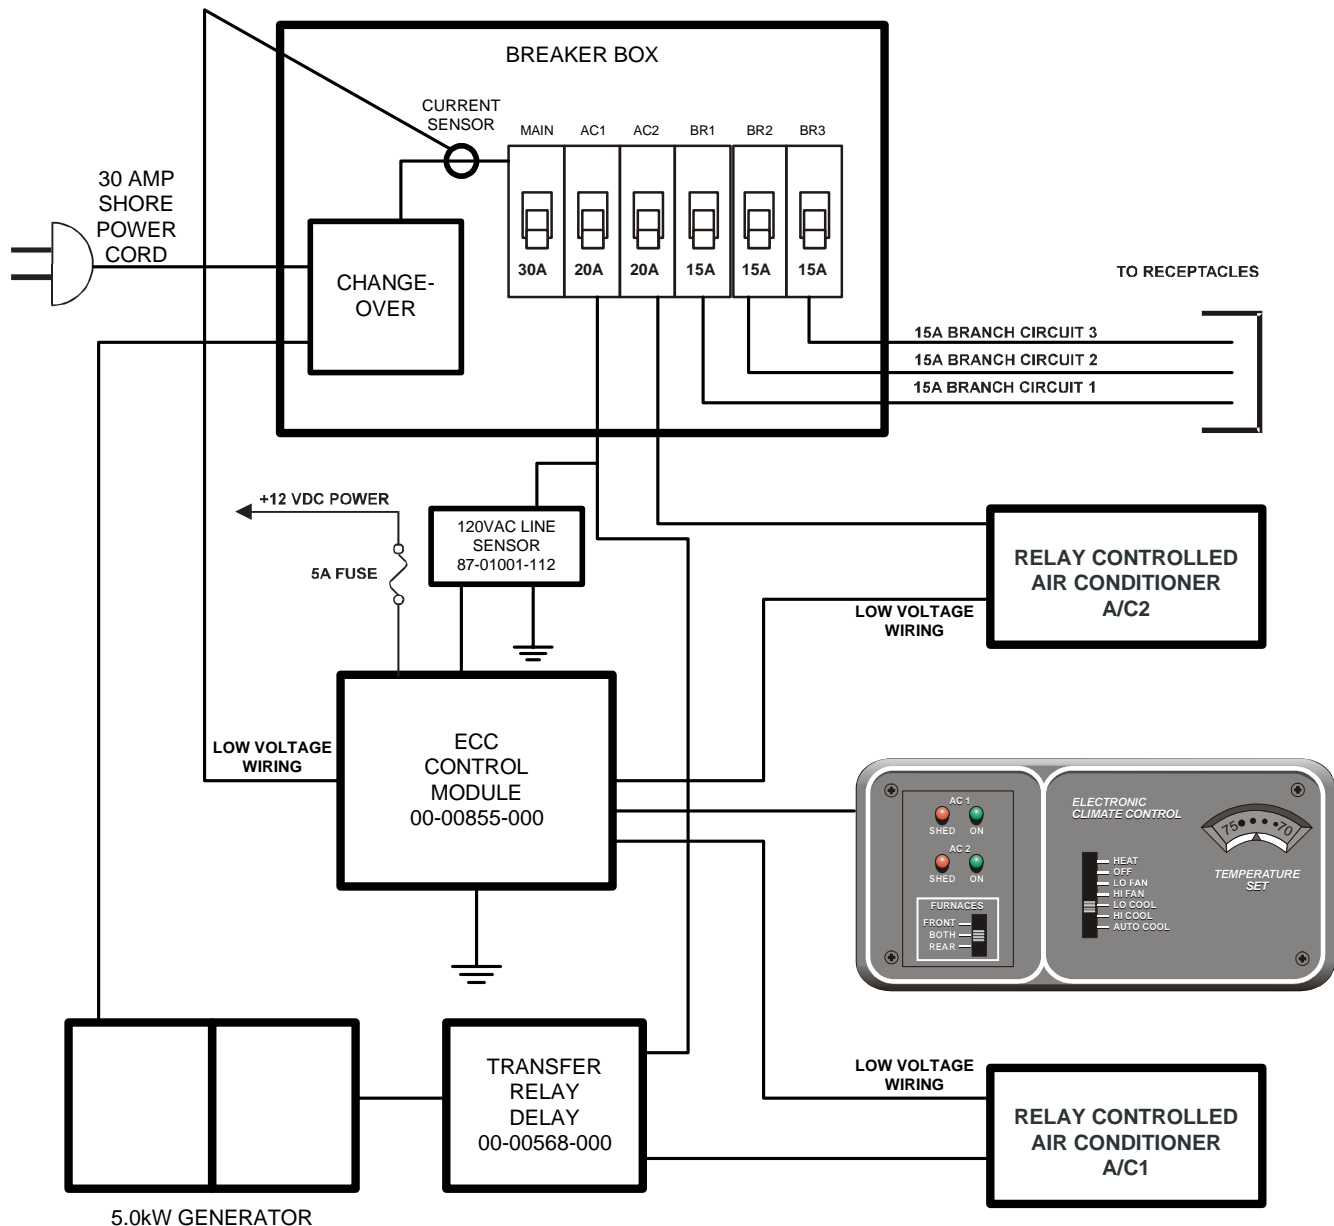 BREAKER BOX
CURRENT
SENSOR
MAIN
AC1
AC2
BR1
BR2
BR3
30A
20A
20A
15A
15A
15A
30 AMP
SHORE
POWER
CORD
CHANGE-
OVER
TO RECEPTACLES
15A BRANCH CIRCUIT 3
15A BRANCH CIRCUIT 2
15A BRANCH CIRCUIT 1
+12 VDC POWER
5A FUSE
120VAC LINE
SENSOR
87-01001-112
RELAY CONTROLLED
AIR CONDITIONER
A/C2
LOW VOLTAGE
WIRING
LOW VOLTAGE
WIRING
ECC
CONTROL
MODULE
00-00855-000
AC 1
SHED
ON
AC 2
SHED
ON
FURNACES
FRONT
BOTH
REAR
ELECTRONIC
CLIMATE CONTROL
HEAT
OFF
LO FAN
HI FAN
LO COOL
HI COOL
AUTO COOL
75
70
TEMPERATURE
SET
LOW VOLTAGE
WIRING
TRANSFER
RELAY
DELAY
00-00568-000
RELAY CONTROLLED
AIR CONDITIONER
A/C1
5.0kW GENERATOR